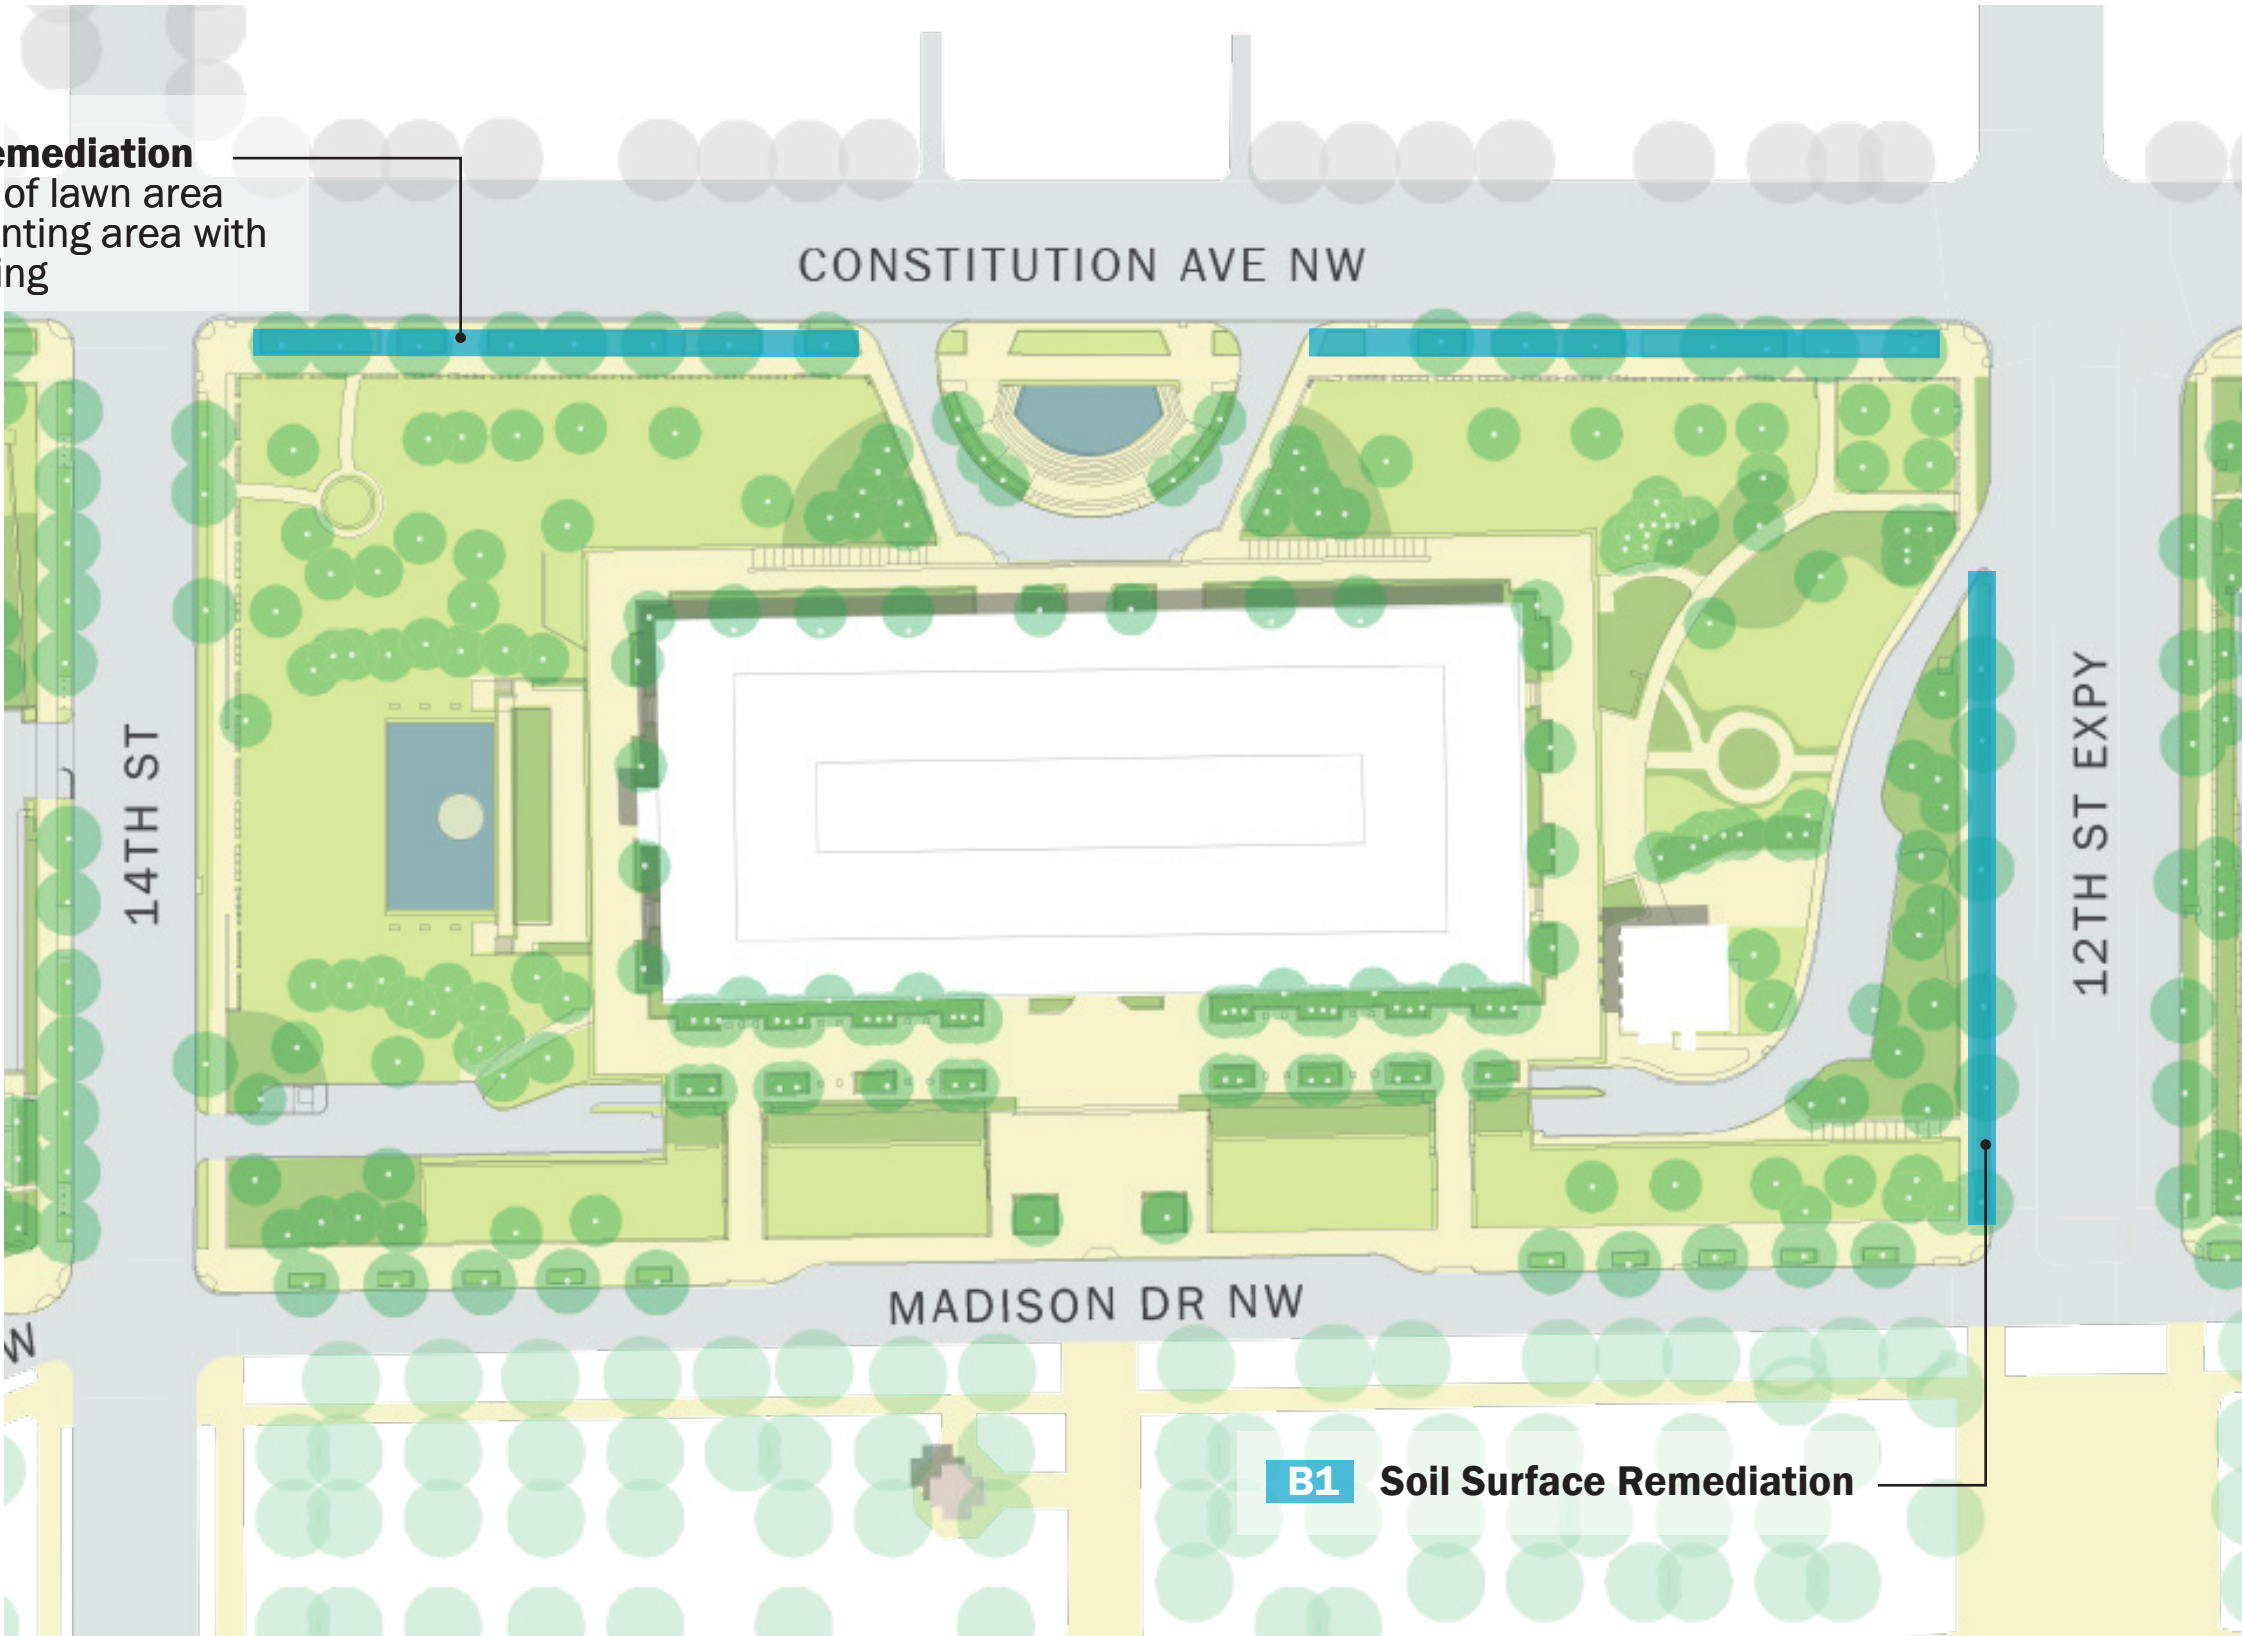 emediation
of lawn area
nting area with
ing
CONSTITUTION AVE NW
14TH ST
12TH ST EXPY
MADISON DR NW
W
B1 Soil Surface Remediation